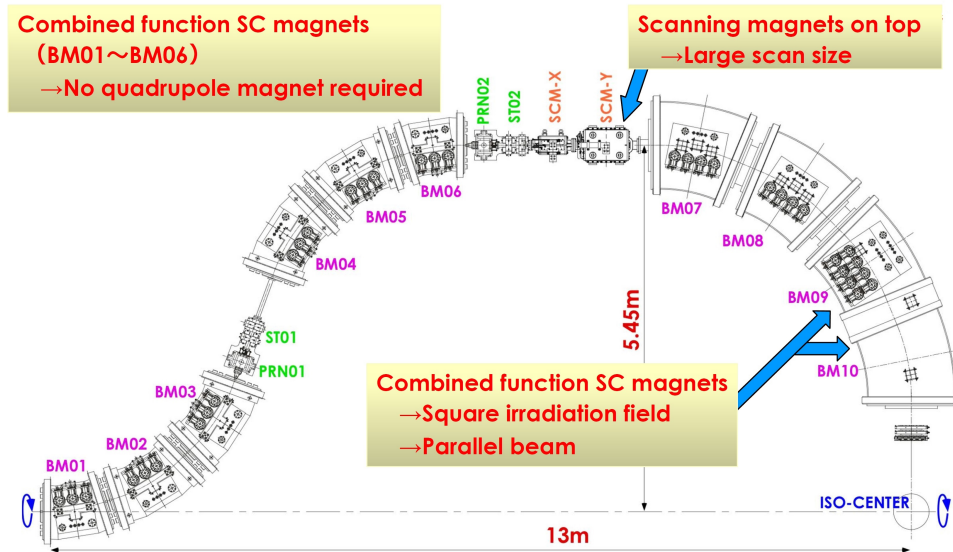 Combined function SC magnets
（BM01～BM06）
→No quadrupole magnet required
Scanning magnets on top
→Large scan size
PRN02
ST02
SCM-X
SCM-Y
BM06
BM05
BM04
BM07
BM08
BM09
BM10
ST01
PRN01
BM03
BM02
BM01
5.45m
Combined function SC magnets
→Square irradiation field
→Parallel beam
ISO-CENTER
13m